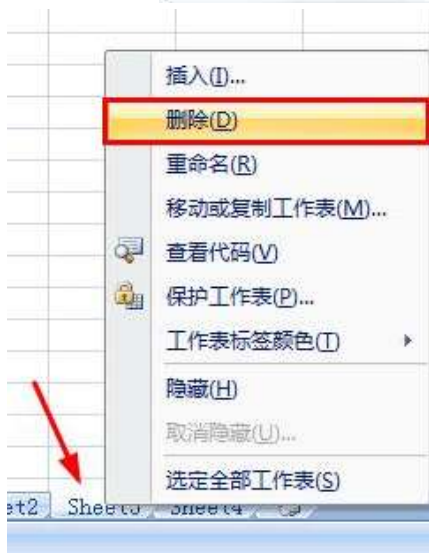 插入(I)...
删除(D)
重命名(R)
移动或复制工作表(M)...
查看代码(V)
保护工作表(P)...
工作表标签颜色(T)
隐藏(H)
取消隐藏(U)...
选定全部工作表(S)
et2 Sheet3 Sheet4